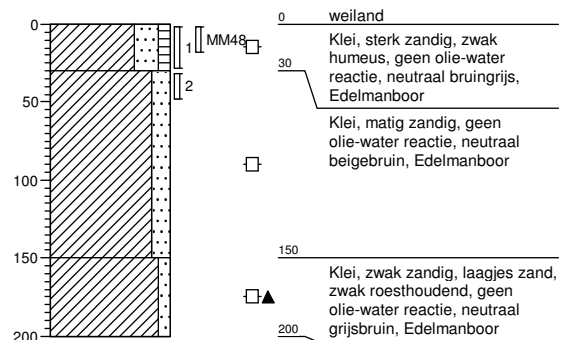 0
50
100
150
200
1
2
MM48
0 weiland
Klei, sterk zandig, zwak
humeus, geen olie-water
reactie, neutraal bruingrijs,
Edelmanboor
30
Klei, matig zandig, geen
olie-water reactie, neutraal
beigebruin, Edelmanboor
150
Klei, zwak zandig, laagjes zand,
zwak roesthoudend, geen
olie-water reactie, neutraal
grijsbruin, Edelmanboor
200